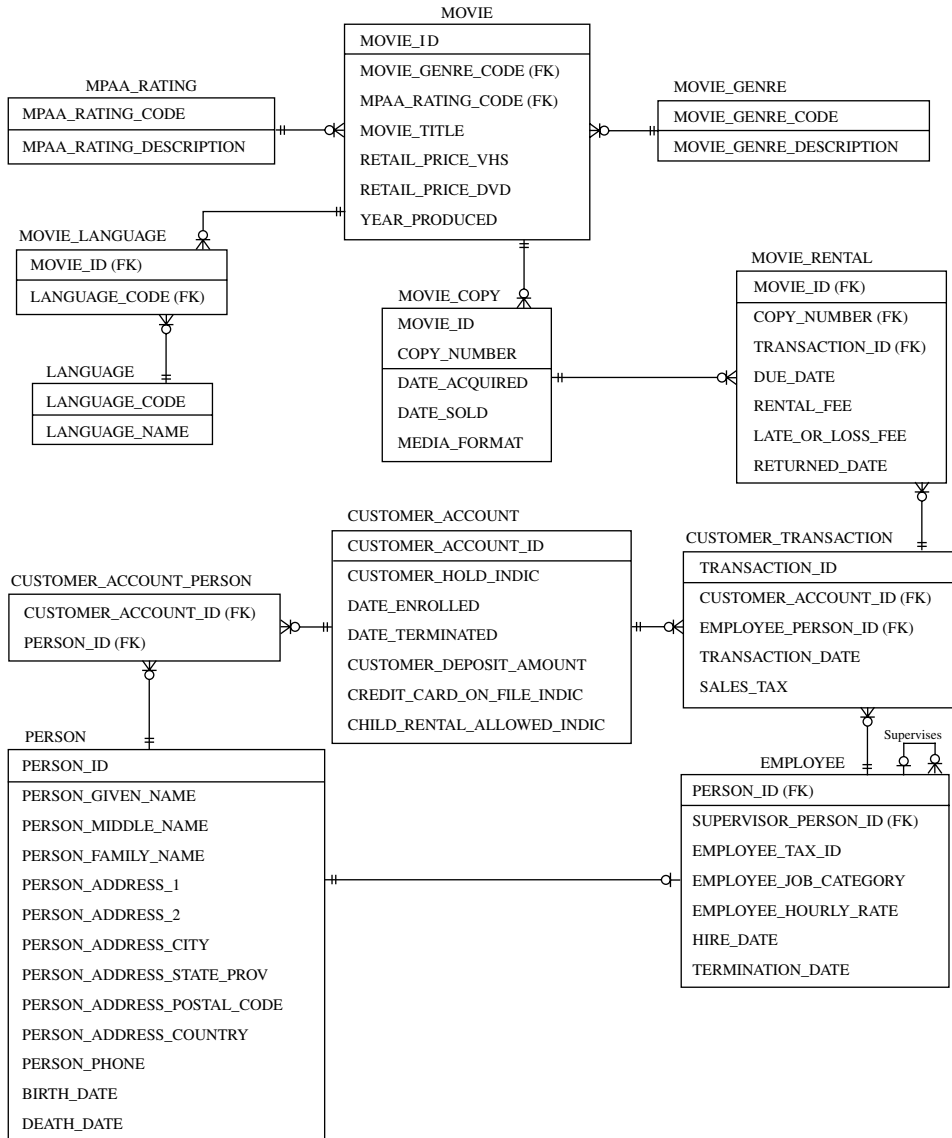 MOVIE
MOVIE_ID
MOVIE_GENRE_CODE (FK)
MPAA_RATING_CODE (FK)
MOVIE_TITLE
RETAIL_PRICE_VHS
RETAIL_PRICE_DVD
YEAR_PRODUCED
MPAA_RATING
MPAA_RATING_CODE
MPAA_RATING_DESCRIPTION
MOVIE_GENRE
MOVIE_GENRE_CODE
MOVIE_GENRE_DESCRIPTION
MOVIE_LANGUAGE
MOVIE_ID (FK)
LANGUAGE_CODE (FK)
LANGUAGE
LANGUAGE_CODE
LANGUAGE_NAME
MOVIE_COPY
MOVIE_ID
COPY_NUMBER
DATE_ACQUIRED
DATE_SOLD
MEDIA_FORMAT
MOVIE_RENTAL
MOVIE_ID (FK)
COPY_NUMBER (FK)
TRANSACTION_ID (FK)
DUE_DATE
RENTAL_FEE
LATE_OR_LOSS_FEE
RETURNED_DATE
CUSTOMER_ACCOUNT
CUSTOMER_ACCOUNT_ID
CUSTOMER_HOLD_INDIC
DATE_ENROLLED
DATE_TERMINATED
CUSTOMER_DEPOSIT_AMOUNT
CREDIT_CARD_ON_FILE_INDIC
CHILD_RENTAL_ALLOWED_INDIC
CUSTOMER_TRANSACTION
TRANSACTION_ID
CUSTOMER_ACCOUNT_ID (FK)
EMPLOYEE_PERSON_ID (FK)
TRANSACTION_DATE
SALES_TAX
CUSTOMER_ACCOUNT_PERSON
CUSTOMER_ACCOUNT_ID (FK)
PERSON_ID (FK)
PERSON
PERSON_ID
PERSON_GIVEN_NAME
PERSON_MIDDLE_NAME
PERSON_FAMILY_NAME
PERSON_ADDRESS_1
PERSON_ADDRESS_2
PERSON_ADDRESS_CITY
PERSON_ADDRESS_STATE_PROV
PERSON_ADDRESS_POSTAL_CODE
PERSON_ADDRESS_COUNTRY
PERSON_PHONE
BIRTH_DATE
DEATH_DATE
Supervises
EMPLOYEE
PERSON_ID (FK)
SUPERVISOR_PERSON_ID (FK)
EMPLOYEE_TAX_ID
EMPLOYEE_JOB_CATEGORY
EMPLOYEE_HOURLY_RATE
HIRE_DATE
TERMINATION_DATE